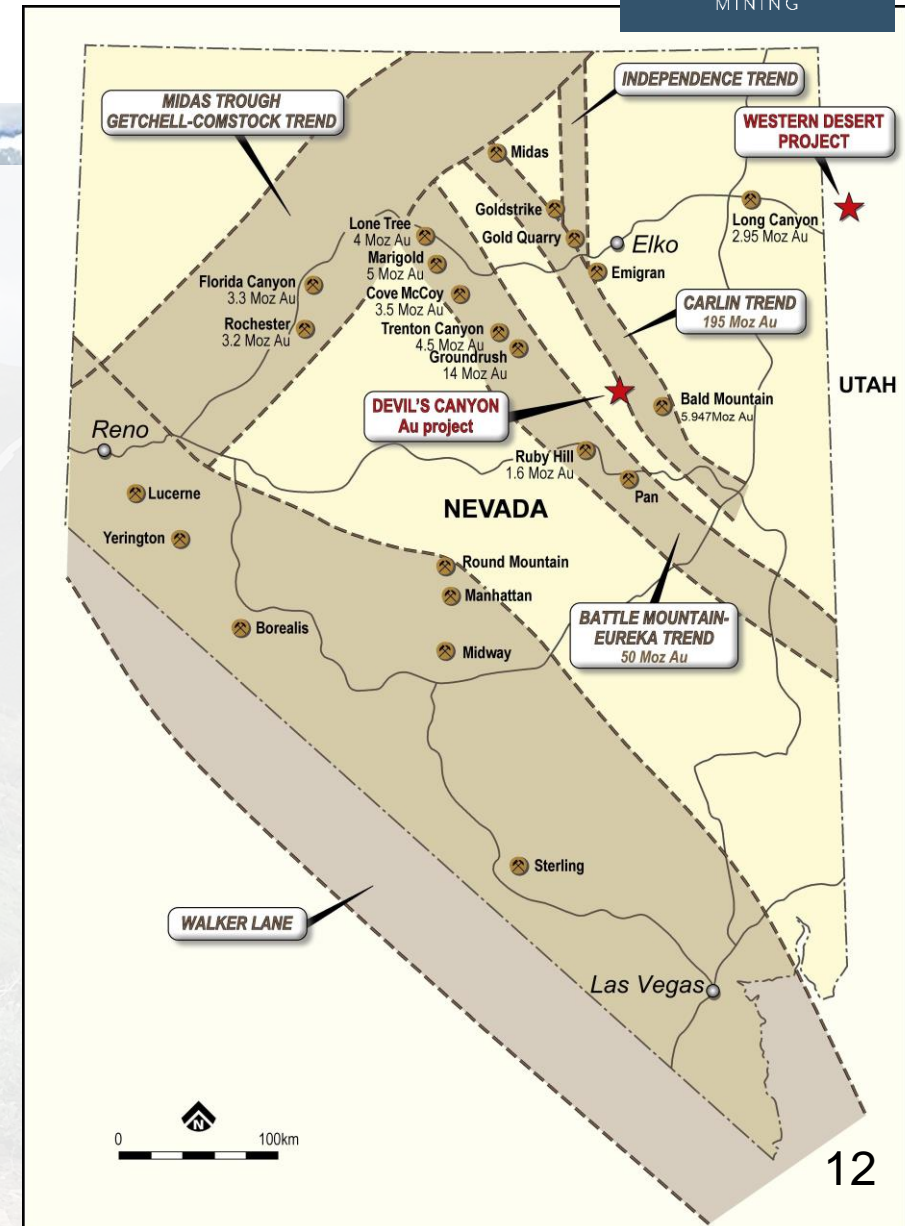 MINING
INDEPENDENCE TREND
MIDAS TROUGH
GETCHELL-COMSTOCK TREND
WESTERN DESERT
PROJECT
Midas
Goldstrike
Long Canyon
2.95 Moz Au
Lone Tree
4 Moz Au
Gold Quarry
Elko
Marigold
5 Moz Au
Emigran
Florida Canyon
3.3 Moz Au
Cove McCoy
3.5 Moz Au
CARLIN TREND
195 Moz Au
Rochester
3.2 Moz Au
Trenton Canyon
4.5 Moz Au
Groundrush
14 Moz Au
UTAH
DEVIL'S CANYON
Au project
Bald Mountain
5.947Moz Au
Reno
Ruby Hill
1.6 Moz Au
Pan
Lucerne
NEVADA
Yerington
Round Mountain
Manhattan
Borealis
BATTLE MOUNTAIN-
EUREKA TREND
50 Moz Au
Midway
Sterling
WALKER LANE
Las Vegas
N
0 100km
12